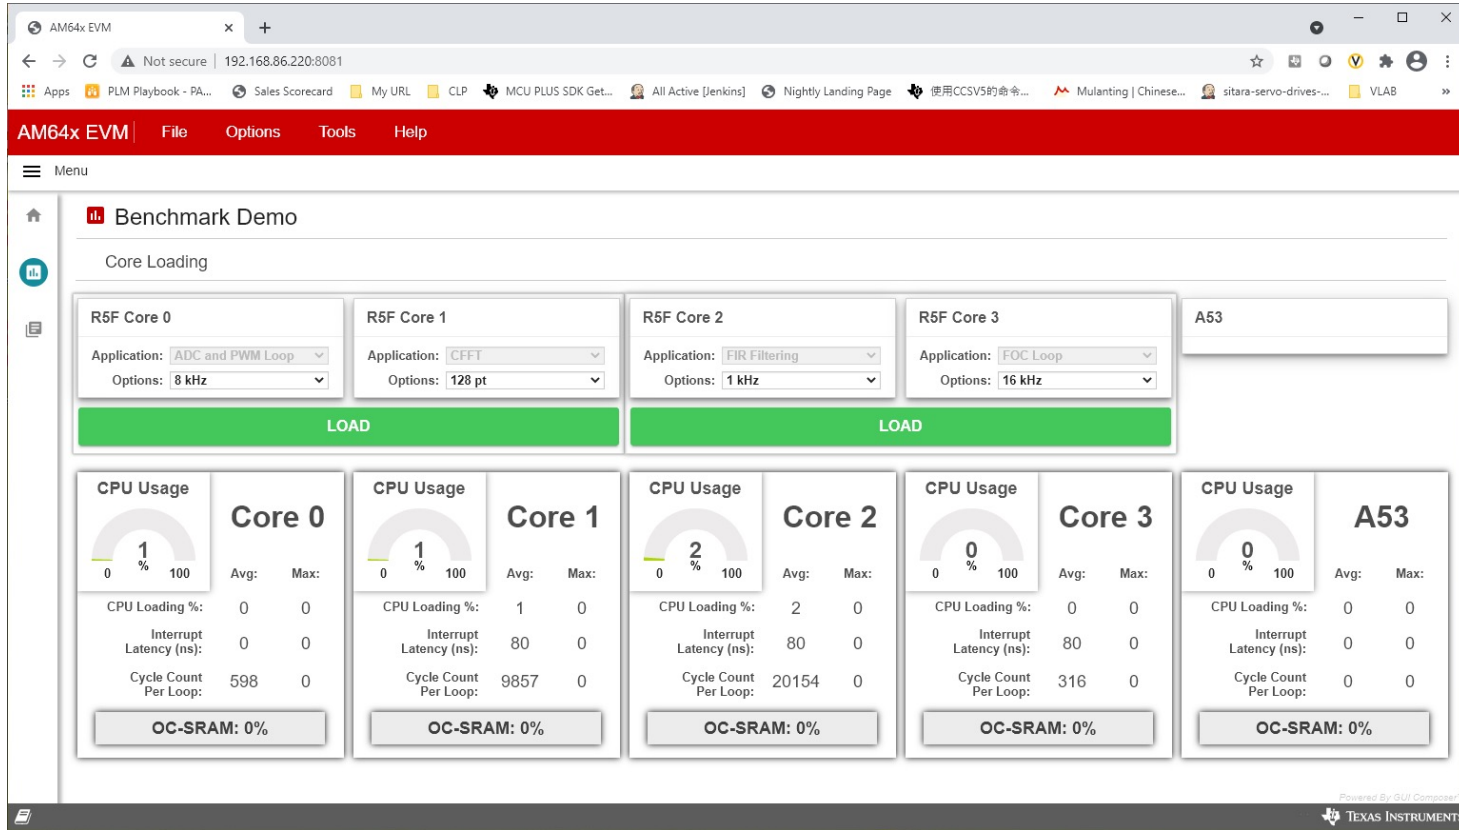 AM64x EVM
Not secure | 192.168.86.220:8081
Apps PLM Playbook - PA... Sales Scorecard My URL CLP MCU PLUS SDK Get... All Active [Jenkins] Nightly Landing Page 使用CCSV5的命令... Mulanting | Chinese... sitara-servo-drives-... VLAB »
AM64x EVM File Options Tools Help
Menu
Benchmark Demo
Core Loading
R5F Core 0 R5F Core 1 R5F Core 2 R5F Core 3 A53
Application: ADC and PWM Loop Application: CFFT Application: FIR Filtering Application: FOC Loop
Options: 8 kHz Options: 128 pt Options: 1 kHz Options: 16 kHz
LOAD LOAD
CPU Usage CPU Usage CPU Usage CPU Usage CPU Usage
Core 0 Core 1 Core 2 Core 3 A53
1 1 2 0 0
% % % % %
0 100 Avg: Max: 0 100 Avg: Max: 0 100 Avg: Max: 0 100 Avg: Max: 0 100 Avg: Max:
CPU Loading %: 0 0 CPU Loading %: 1 0 CPU Loading %: 2 0 CPU Loading %: 0 0 CPU Loading %: 0 0
Interrupt Interrupt Interrupt Interrupt Interrupt
Latency (ns): 0 0 Latency (ns): 80 0 Latency (ns): 80 0 Latency (ns): 80 0 Latency (ns): 0 0
Cycle Count Cycle Count Cycle Count Cycle Count Cycle Count
Per Loop: 598 0 Per Loop: 9857 0 Per Loop: 20154 0 Per Loop: 316 0 Per Loop: 0 0
OC-SRAM: 0% OC-SRAM: 0% OC-SRAM: 0% OC-SRAM: 0% OC-SRAM: 0%
Powered By GUI Composer
TEXAS INSTRUMENTS